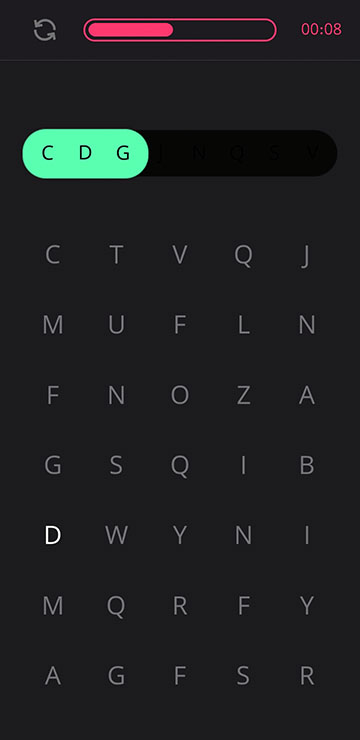 00:08
C D G J N Q S V
C T V Q J
M U F L N
F N O Z A
G S Q I B
D W Y N I
M Q R F Y
A G F S R